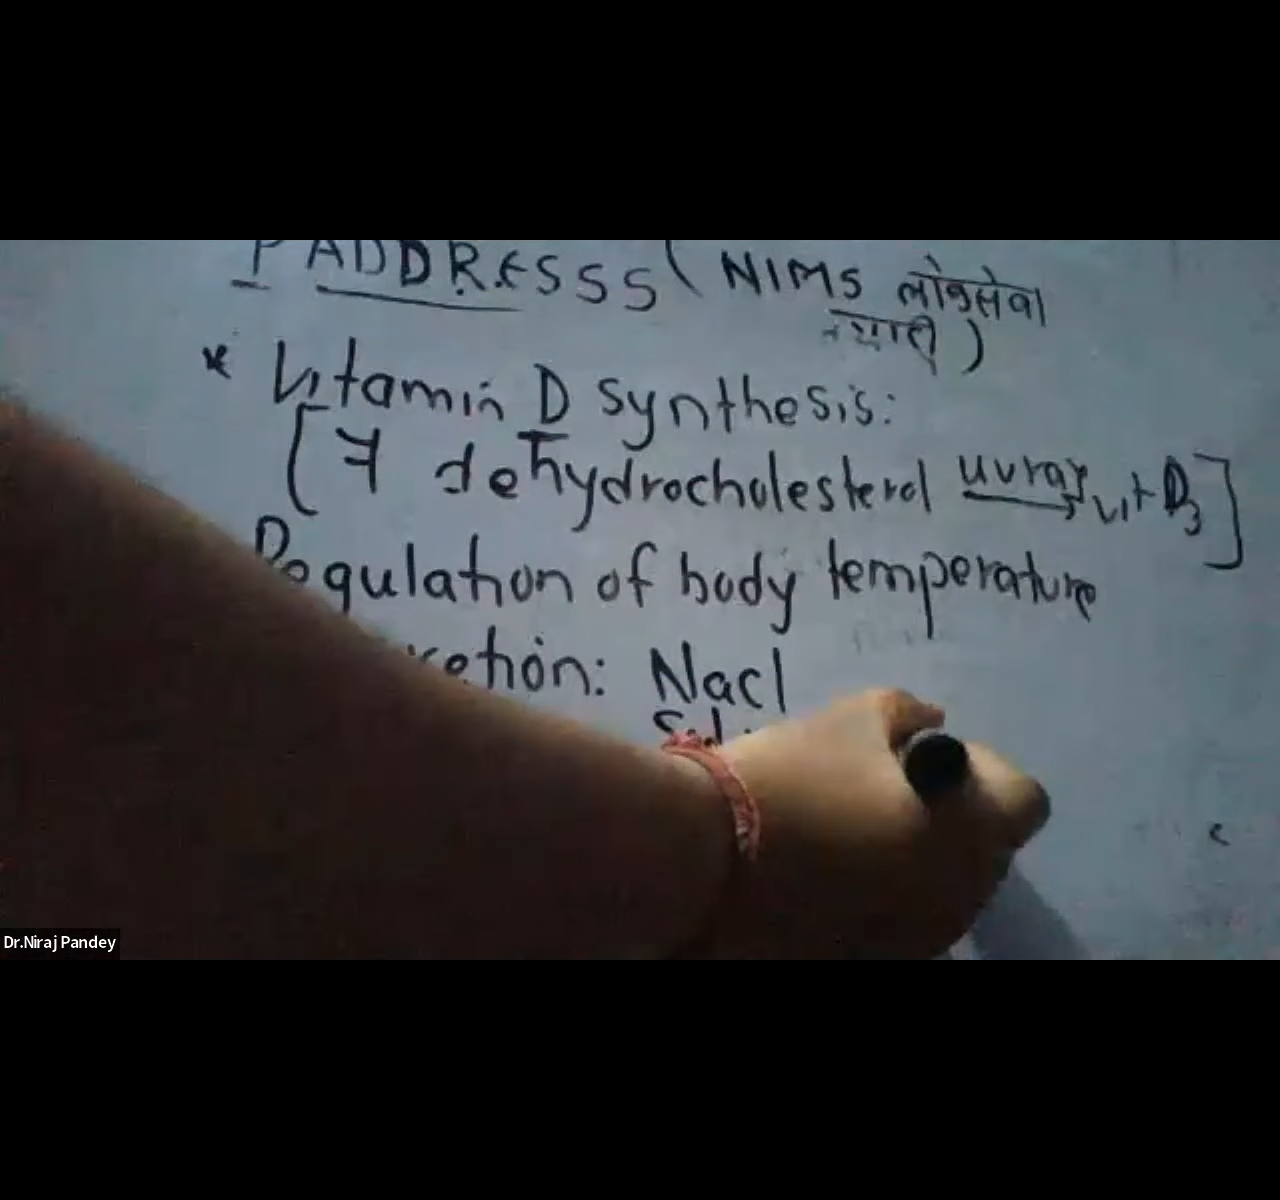 PADDRESSS ( NIMS लोकसेवा
तयारी )
* Vitamin D synthesis:
[ 7 dehydrocholesterol uvray vit D3 ]
Regulation of body temperature
cretion: Nacl
Dr.Niraj Pandey